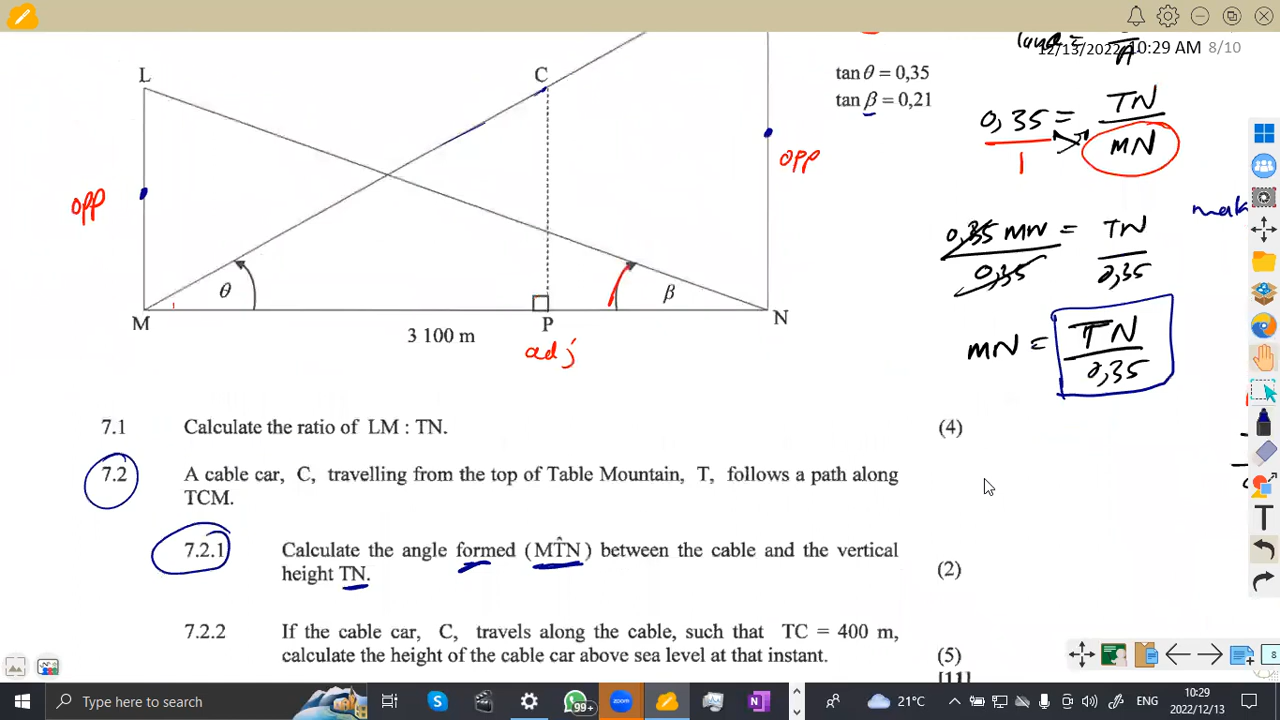 12/13/2022 10:29 AM 8/10
L
C
tan θ = 0,35
tan β = 0,21
0,35 = TN / MN
1
opp
opp
0,35 MN = TN
0,35 0,35
θ
β
M
P
N
3 100 m
adj
MN = TN / 0,35
7.1 Calculate the ratio of LM : TN. (4)
7.2 A cable car, C, travelling from the top of Table Mountain, T, follows a path along
TCM.
7.2.1 Calculate the angle formed (MT̂N) between the cable and the vertical
height TN. (2)
7.2.2 If the cable car, C, travels along the cable, such that TC = 400 m,
calculate the height of the cable car above sea level at that instant. (5)
[11]
T
8
Type here to search
99+
zoom
21°C
ENG
10:29
2022/12/13